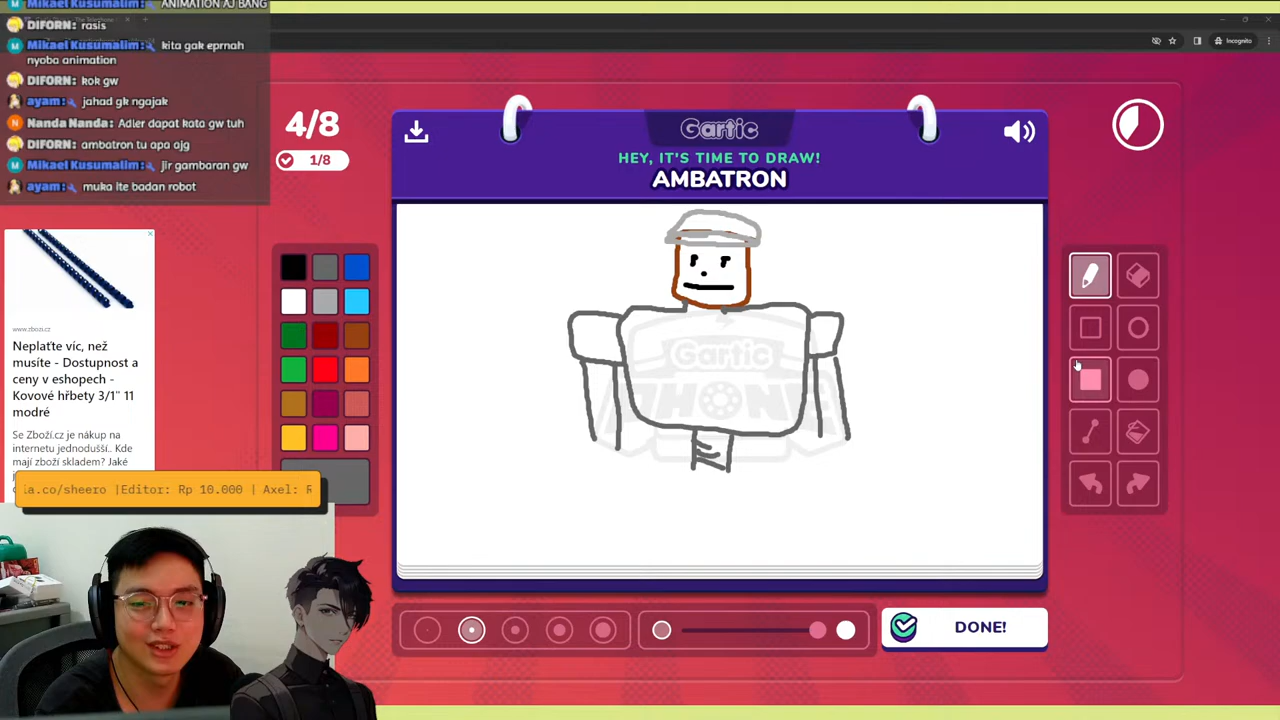 Mikael Kusumalim: ANIMATION AJ BANG
DIFORN: rasis
Mikael Kusumalim: kita gak eprnah
nyoba animation
DIFORN: kok gw
ayam: jahad gk ngajak
Nanda Nanda: Adler dapat kata gw tuh
DIFORN: ambatron tu apa ajg
Mikael Kusumalim: jir gambaran gw
ayam: muka lte badan robot
Incognito
4/8
1/8
Gartic
HEY, IT'S TIME TO DRAW!
AMBATRON
Gartic
PHONE
www.zbozi.cz
Neplaťte víc, než
musíte - Dostupnost a
ceny v eshopech -
Kovové hřbety 3/1" 11
modré
Se Zboží.cz je nákup na
internetu jednodušší.. Kde
mají zboží skladem? Jaké
ia.co/sheero |Editor: Rp 10.000 | Axel: R
DONE!